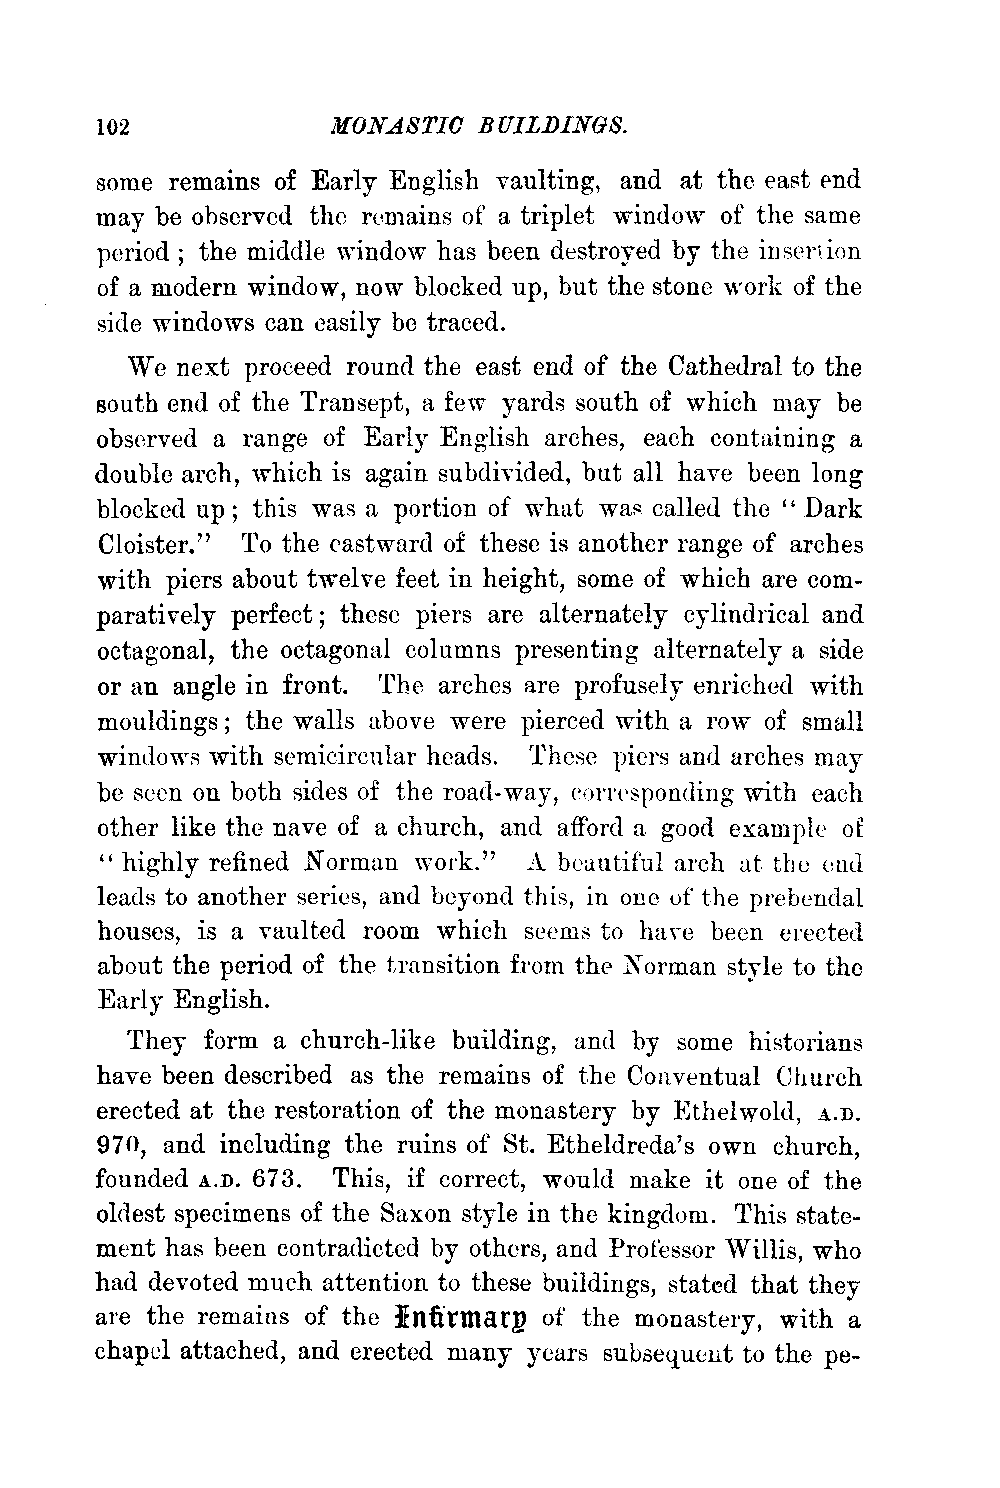 102 MONASTIC BUILDINGS.
some remains of Early English vaulting, and at the east end
may be observed the remains of a triplet window of the same
period ; the middle window has been destroyed by the insertion
of a modern window, now blocked up, but the stone work of the
side windows can easily be traced.
We next proceed round the east end of the Cathedral to the
south end of the Transept, a few yards south of which may be
observed a range of Early English arches, each containing a
double arch, which is again subdivided, but all have been long
blocked up ; this was a portion of what was called the “ Dark
Cloister.” To the eastward of these is another range of arches
with piers about twelve feet in height, some of which are com-
paratively perfect ; these piers are alternately cylindrical and
octagonal, the octagonal columns presenting alternately a side
or an angle in front. The arches are profusely enriched with
mouldings ; the walls above were pierced with a row of small
windows with semicircular heads. These piers and arches may
be seen on both sides of the road-way, corresponding with each
other like the nave of a church, and afford a good example of
“ highly refined Norman work.” A beautiful arch at the end
leads to another series, and beyond this, in one of the prebendal
houses, is a vaulted room which seems to have been erected
about the period of the transition from the Norman style to the
Early English.
They form a church-like building, and by some historians
have been described as the remains of the Conventual Church
erected at the restoration of the monastery by Ethelwold, A.D.
970, and including the ruins of St. Etheldreda’s own church,
founded A.D. 673. This, if correct, would make it one of the
oldest specimens of the Saxon style in the kingdom. This state-
ment has been contradicted by others, and Professor Willis, who
had devoted much attention to these buildings, stated that they
are the remains of the Infirmary of the monastery, with a
chapel attached, and erected many years subsequent to the pe-